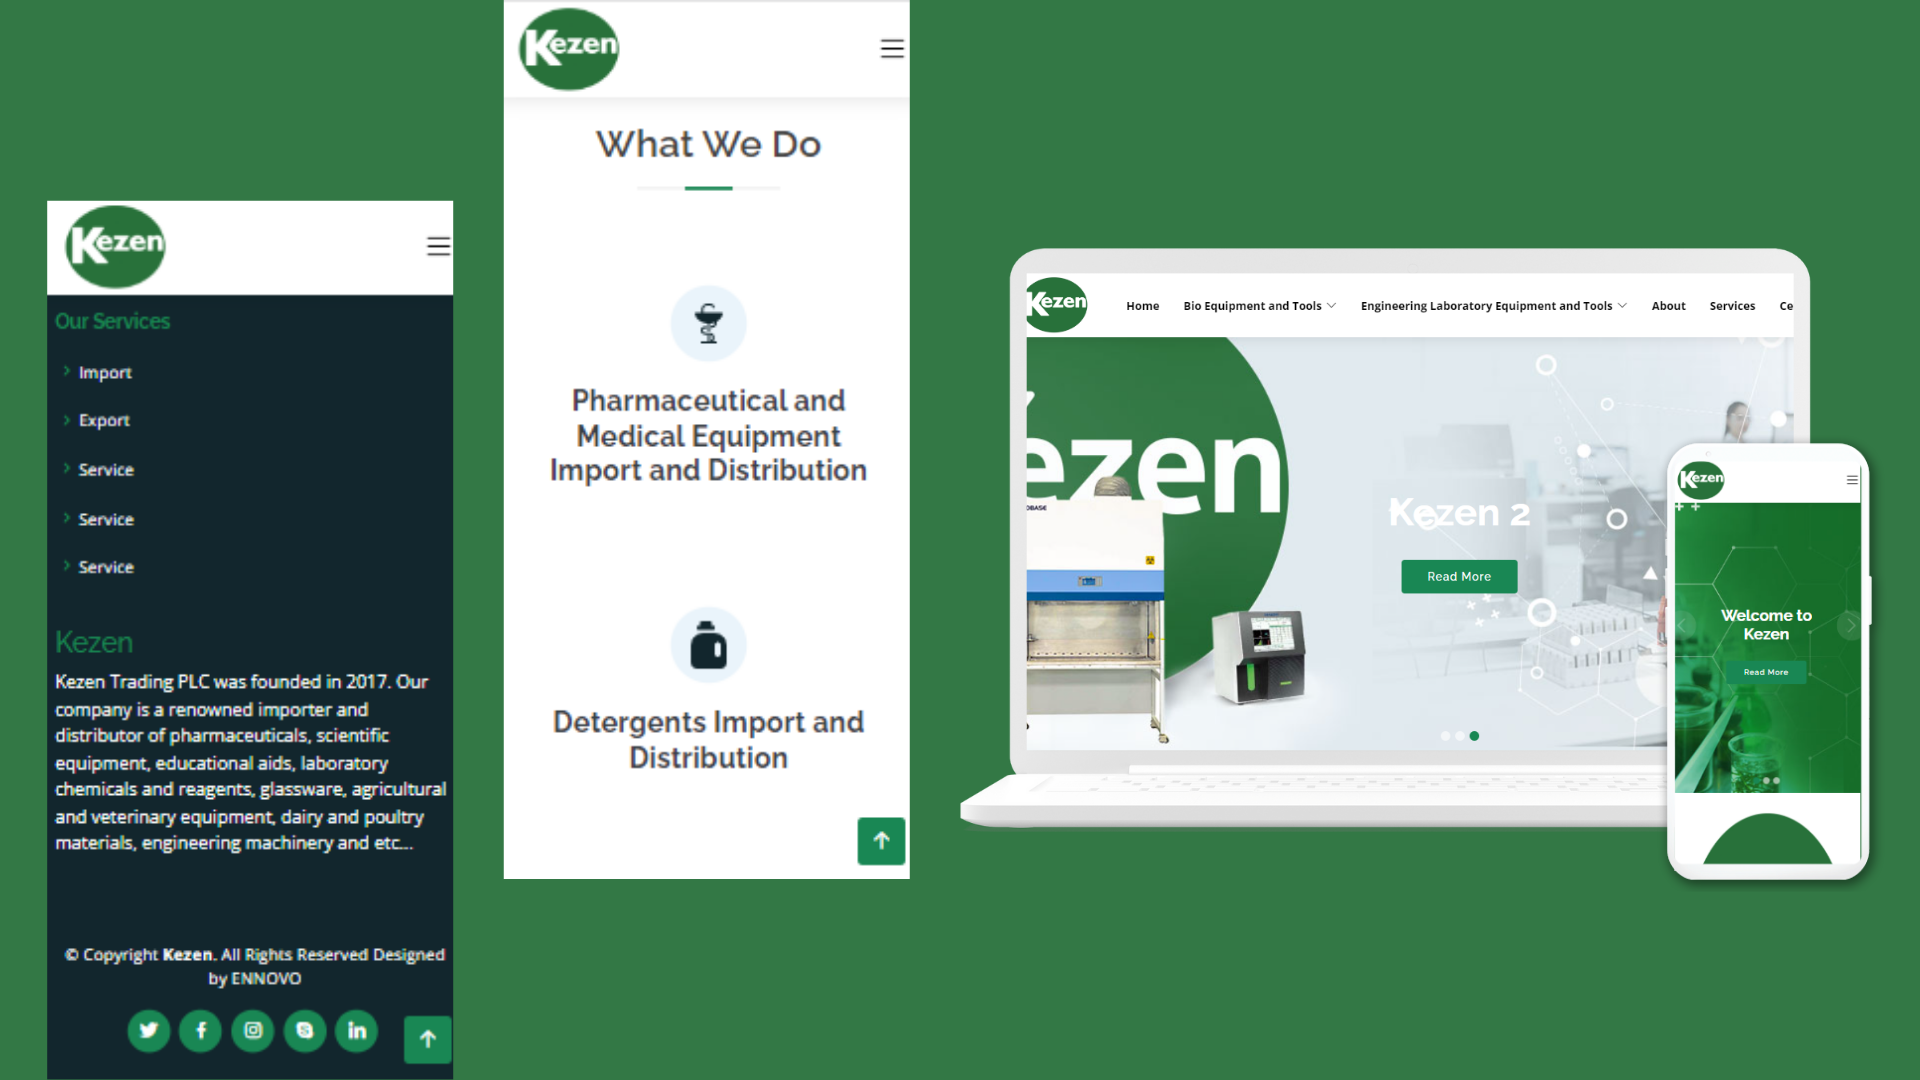 Kezen
Our Services
Import
Export
Service
Service
Service
Kezen
Kezen Trading PLC was founded in 2017. Our
company is a renowned importer and
distributor of pharmaceuticals, scientific
equipment, educational aids, laboratory
chemicals and reagents, glassware, agricultural
and veterinary equipment, dairy and poultry
materials, engineering machinery and etc...
© Copyright Kezen. All Rights Reserved Designed
by ENNOVO
Kezen
What We Do
Pharmaceutical and
Medical Equipment
Import and Distribution
Detergents Import and
Distribution
Kezen
Home Bio Equipment and Tools Engineering Laboratory Equipment and Tools About Services Ce
ezen
OBASE
Kezen 2
Read More
Kezen
Welcome to
Kezen
Read More